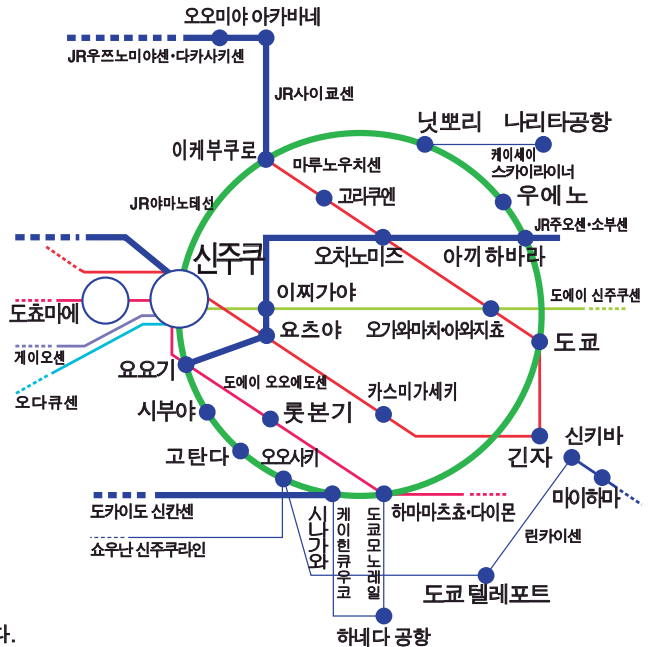 오오미야 아카바네
JR우쯔노미야센·다카사키센
JR사이쿄센
닛뽀리
나리타공항
이케부쿠로
마루노우치센
케이세이
스카이라이너
고라쿠엔
우에노
JR야마노테선
JR주오센·소부센
신주쿠
오차노미즈
아끼하바라
이찌가야
도에이 신주쿠센
도쵸마에
요츠야
오가와마치·아와지쵸
도쿄
게이오센
요요기
도에이 오오에도센
카스미가세키
오다큐센
시부야
롯본기
신키바
고탄다
오오사키
긴자
마이하마
도카이도 신칸센
시나가와
케이힌큐우코
도쿄모노레일
하마마츠쵸·다이몬
쇼우난 신주쿠라인
린카이센
도쿄 텔레포트
하네다 공항
다.